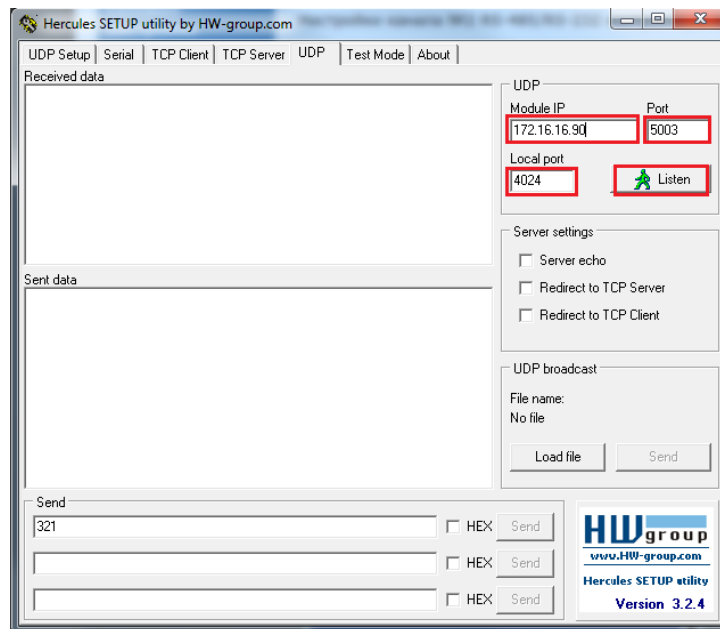 Hercules SETUP utility by HW-group.com
UDP Setup Serial TCP Client TCP Server UDP Test Mode About
Received data
UDP
Module IP Port
172.16.16.90 5003
Local port
4024 Listen
Server settings
Server echo
Redirect to TCP Server
Redirect to TCP Client
Sent data
UDP broadcast
File name:
No file
Load file Send
Send
321 HEX Send
HEX Send
HEX Send
HW group
www.HW-group.com
Hercules SETUP utility
Version 3.2.4